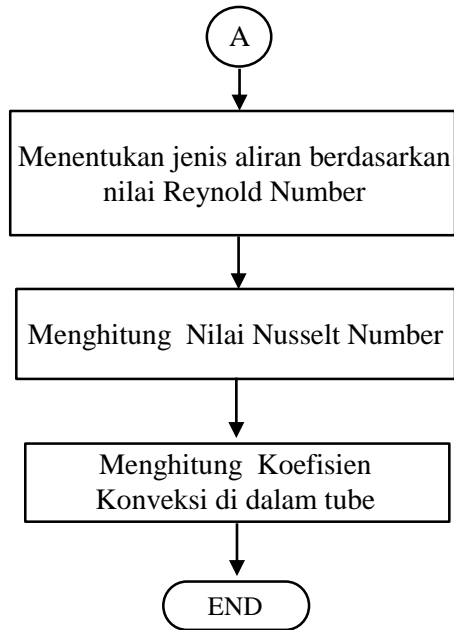 A
Menentukan jenis aliran berdasarkan
nilai Reynold Number
Menghitung Nilai Nusselt Number
Menghitung Koefisien
Konveksi di dalam tube
END